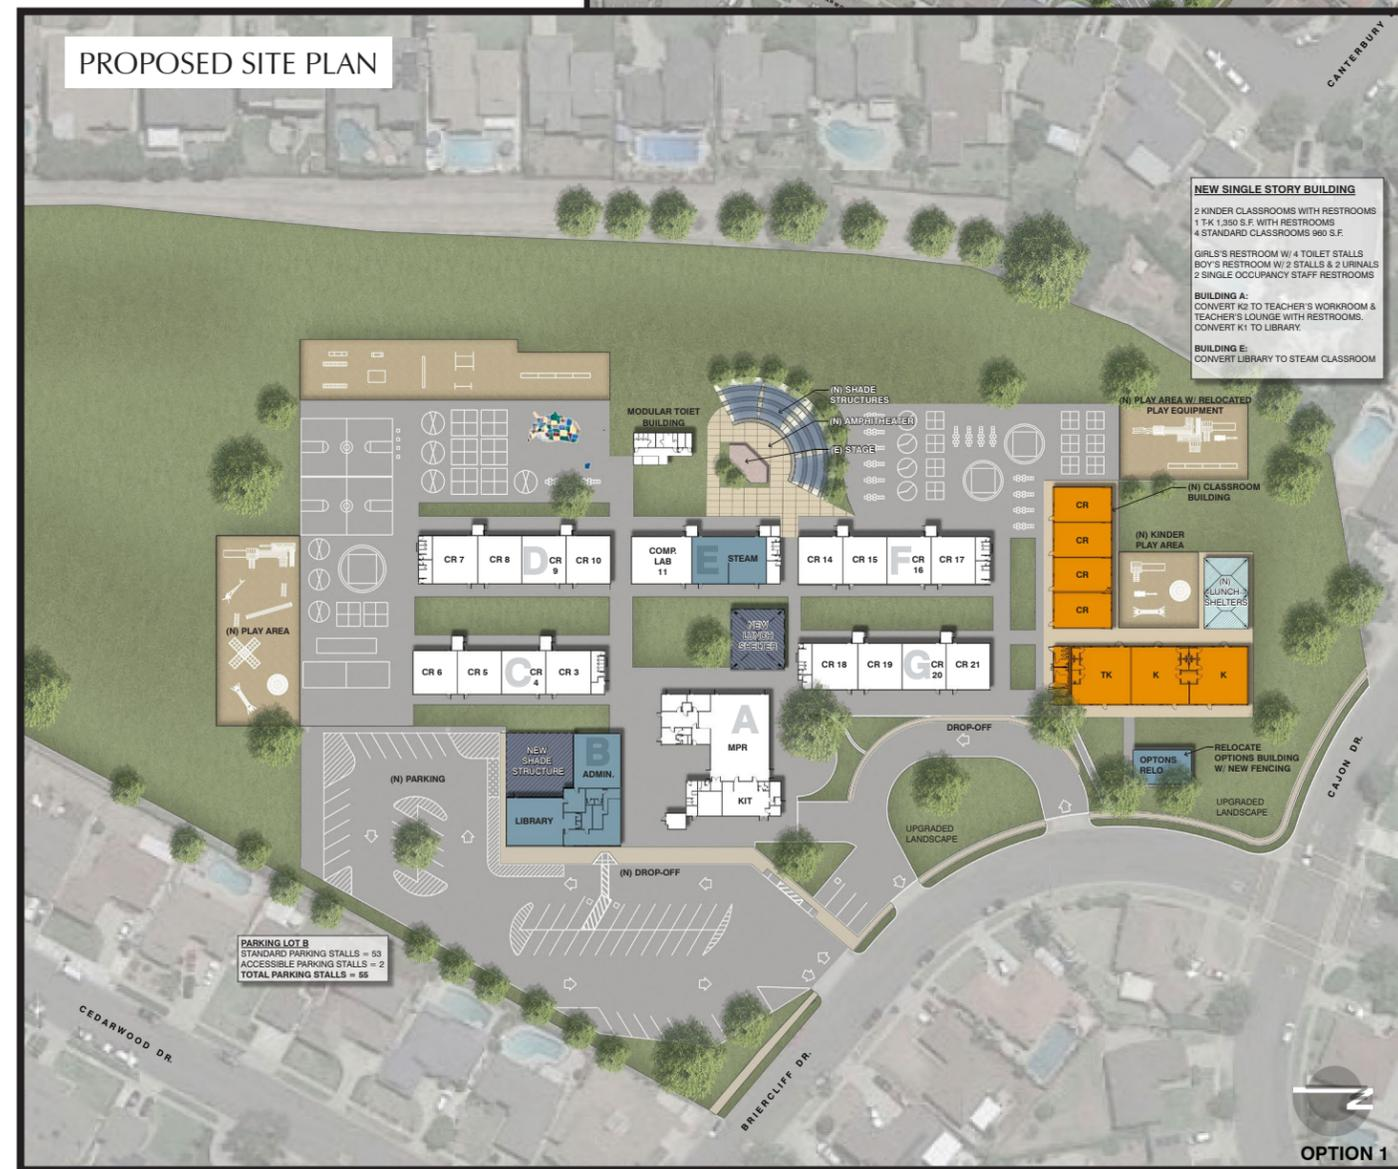 PROPOSED SITE PLAN
CANTERBURY
NEW SINGLE STORY BUILDING
2 KINDER CLASSROOMS WITH RESTROOMS
1 T-K 1,350 S.F. WITH RESTROOMS
4 STANDARD CLASSROOMS 960 S.F.
GIRLS'S RESTROOM W/ 4 TOILET STALLS
BOY'S RESTROOM W/ 2 STALLS & 2 URINALS
2 SINGLE OCCUPANCY STAFF RESTROOMS
BUILDING A:
CONVERT K2 TO TEACHER'S WORKROOM &
TEACHER'S LOUNGE WITH RESTROOMS.
CONVERT K1 TO LIBRARY.
BUILDING E:
CONVERT LIBRARY TO STEAM CLASSROOM
(N) SHADE
STRUCTURES
(N) AMPHITHEATER
(E) STAGE
MODULAR TOIET
BUILDING
(N) PLAY AREA W/ RELOCATED
PLAY EQUIPMENT
(N) CLASSROOM
BUILDING
(N) KINDER
PLAY AREA
(N)
LUNCH
SHELTERS
CR
CR
CR
CR
TK
K
K
CR 7
CR 8
D
CR
9
CR 10
COMP.
LAB
11
E
STEAM
CR 14
CR 15
F
CR
16
CR 17
(N) PLAY AREA
NEW
LUNCH
SHELTER
CR 6
CR 5
C
CR
4
CR 3
CR 18
CR 19
G
CR
20
CR 21
A
MPR
KIT
DROP-OFF
NEW
SHADE
STRUCTURE
B
ADMIN.
LIBRARY
(N) PARKING
(N) DROP-OFF
OPTONS
RELO
RELOCATE
OPTIONS BUILDING
W/ NEW FENCING
UPGRADED
LANDSCAPE
UPGRADED
LANDSCAPE
CAJON DR.
PARKING LOT B
STANDARD PARKING STALLS = 53
ACCESSIBLE PARKING STALLS = 2
TOTAL PARKING STALLS = 55
CEDARWOOD DR.
BRIERCLIFF DR.
N
OPTION 1